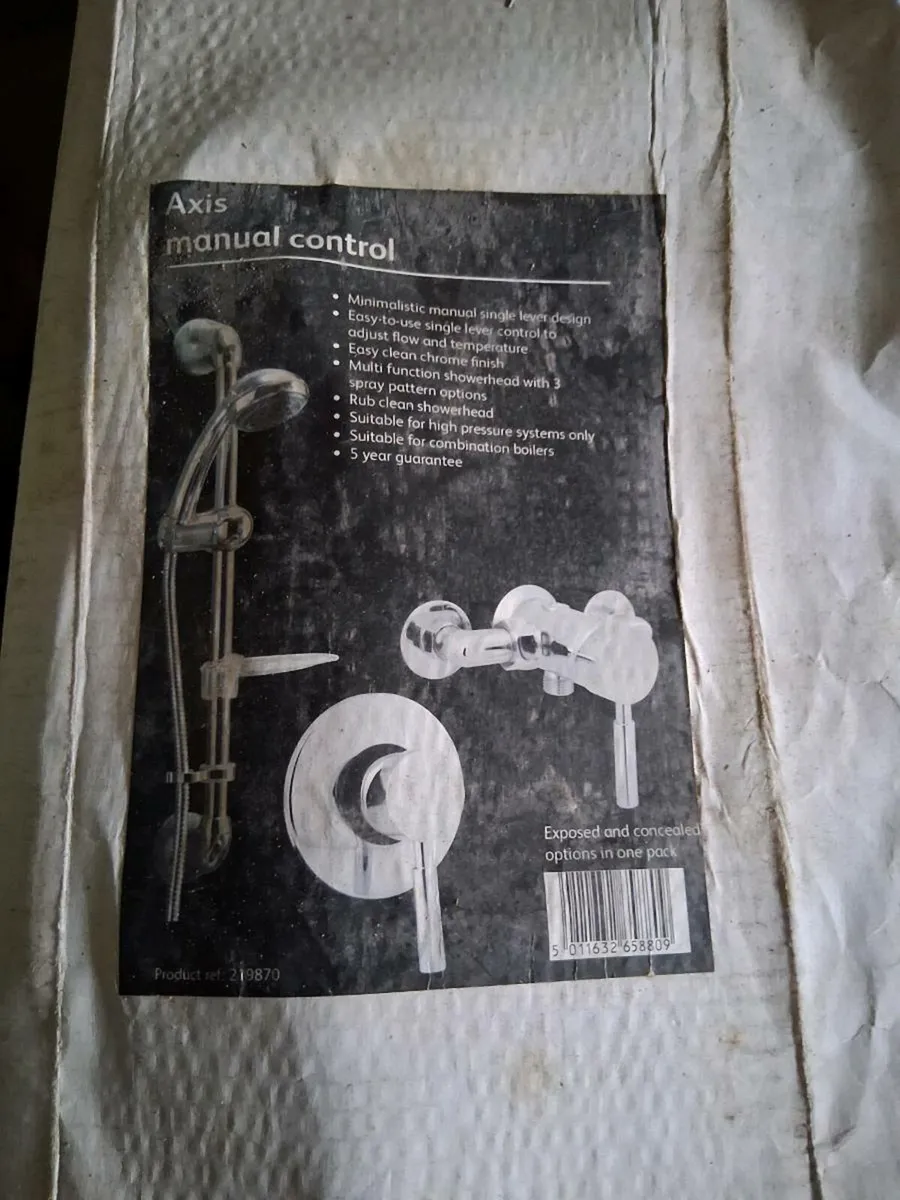 Axis
manual control
• Minimalistic manual single lever design
• Easy-to-use single lever control to
adjust flow and temperature
• Easy clean chrome finish
• Multi function showerhead with 3
spray pattern options
• Rub clean showerhead
• Suitable for high pressure systems only
• Suitable for combination boilers
• 5 year guarantee
Exposed and concealed
options in one pack
5 011632 658809
Product ref: 219870